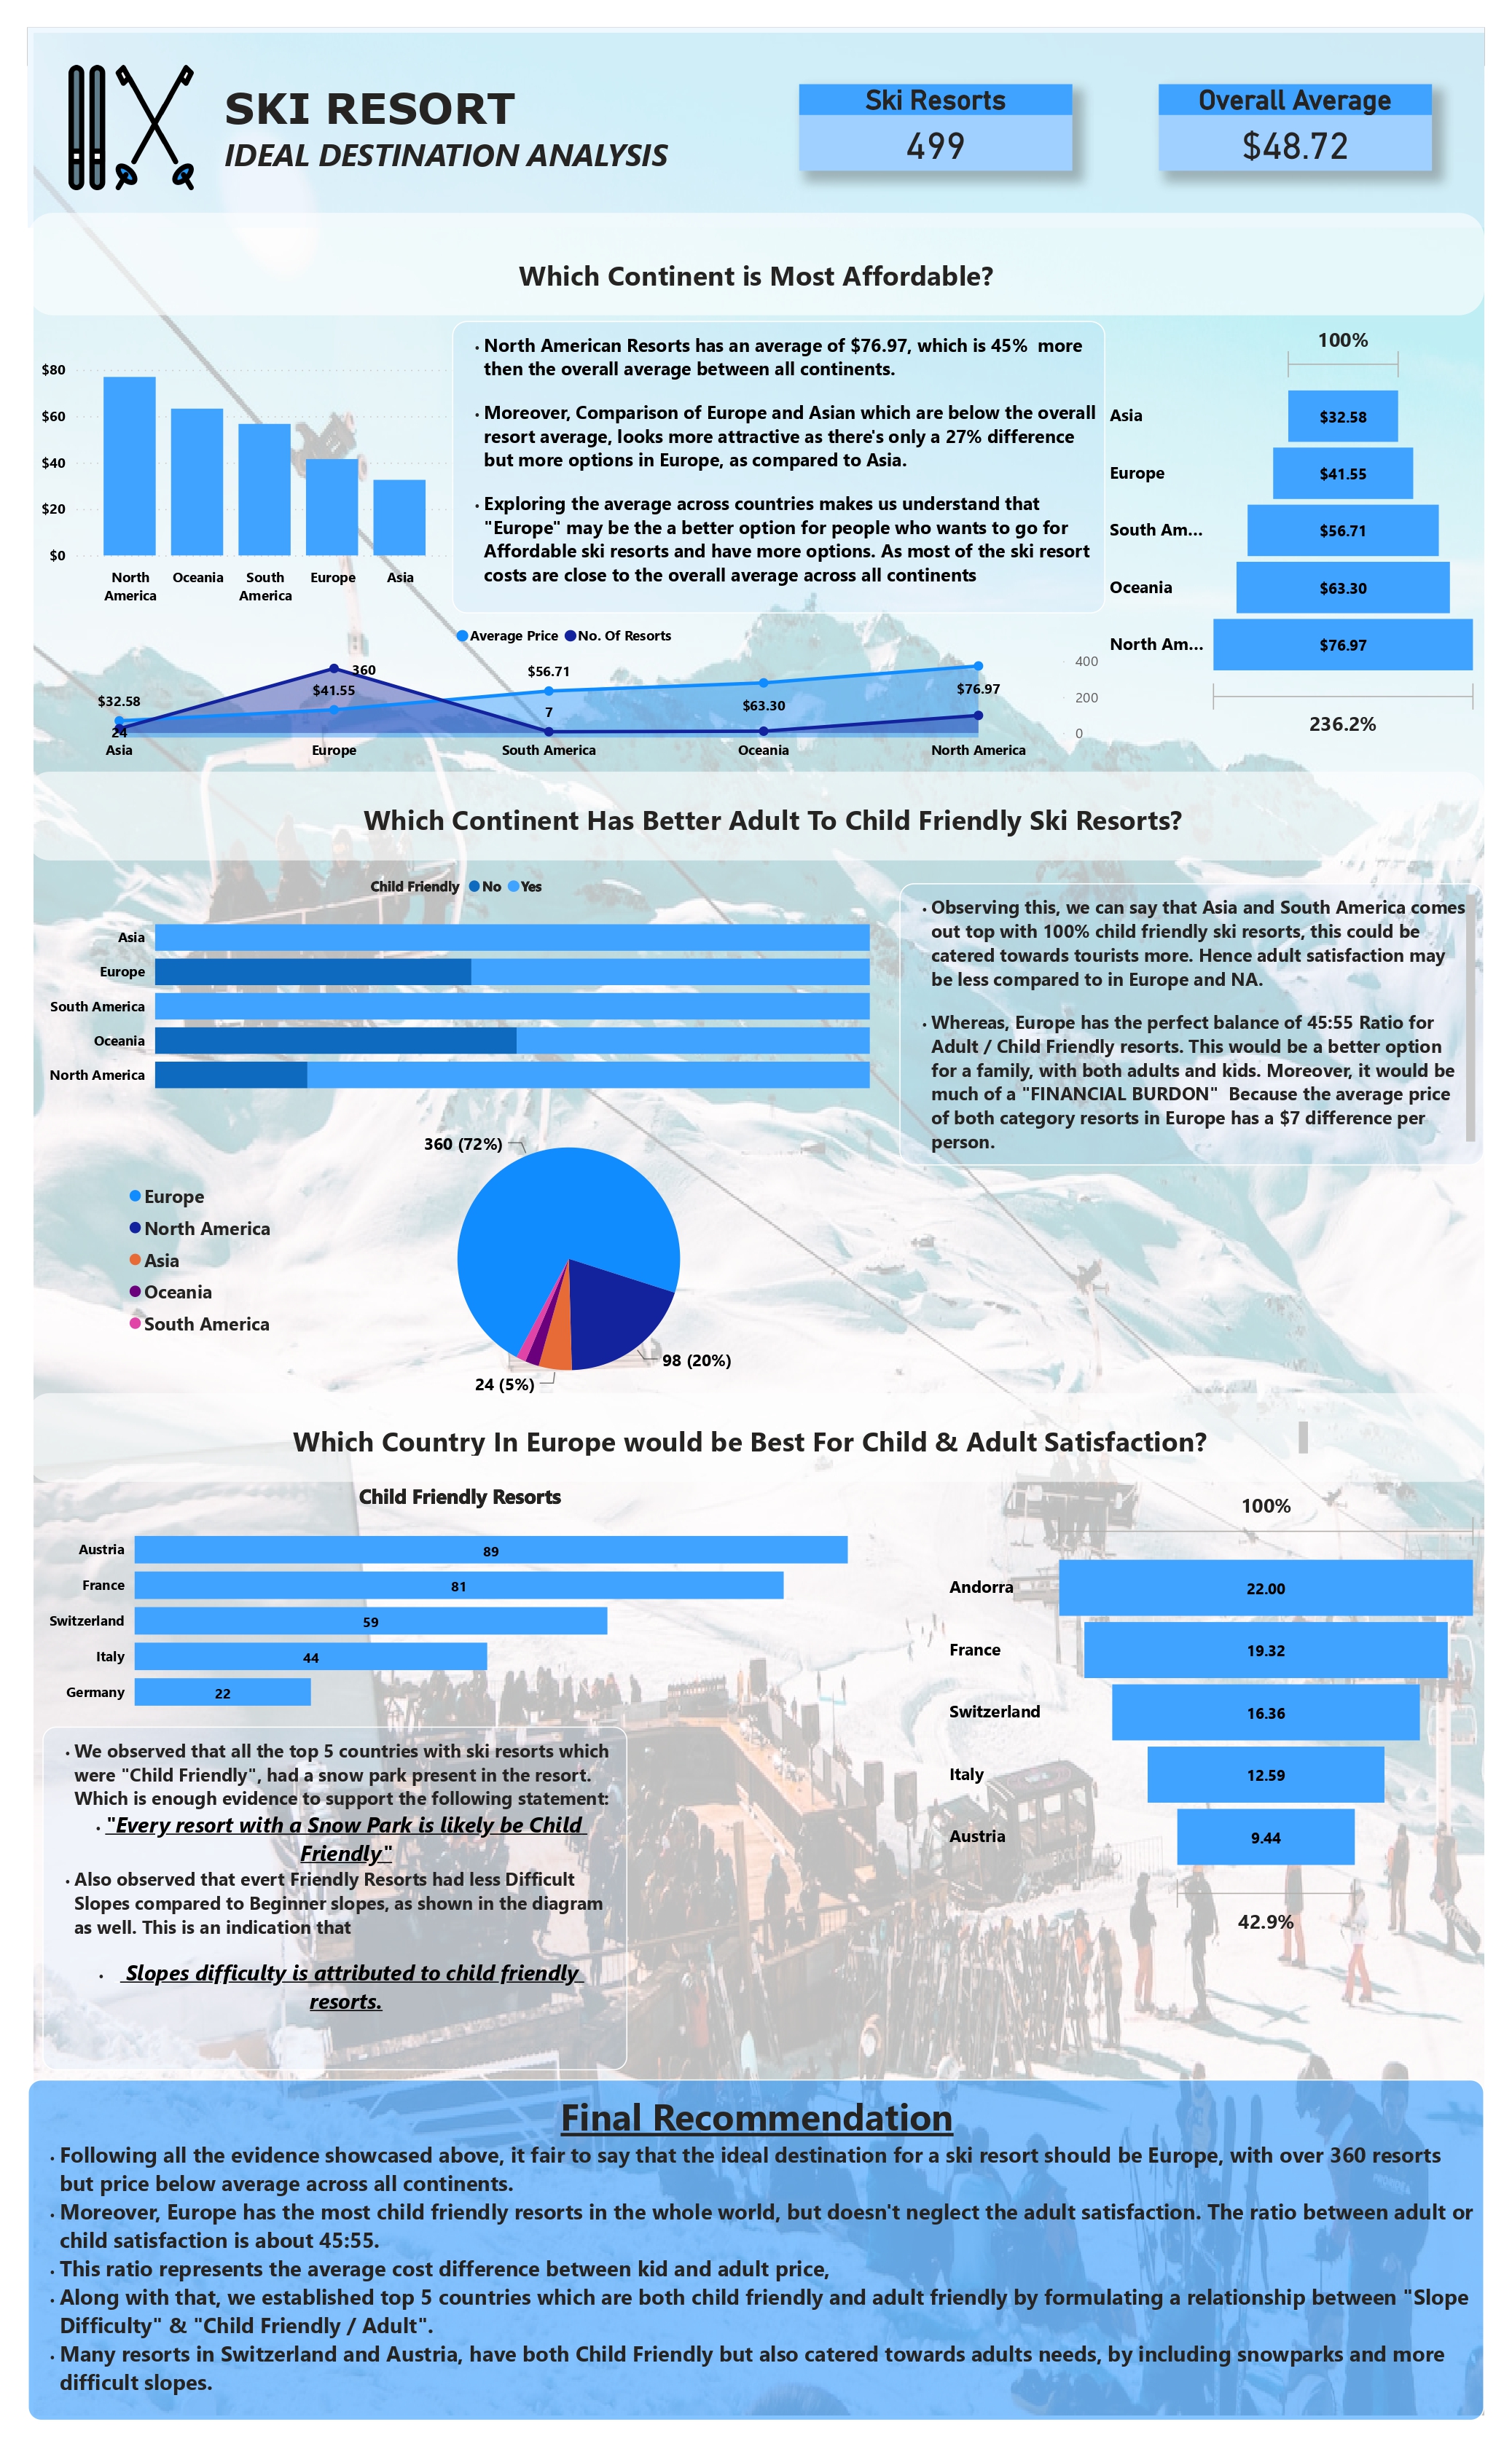 SKI RESORT
IDEAL DESTINATION ANALYSIS
Ski Resorts
499
Overall Average
$48.72
Which Continent is Most Affordable?
$80
$60
$40
$20
$0
North America
Oceania
South America
Europe
Asia
· North American Resorts has an average of $76.97, which is 45%  more
then the overall average between all continents.
· Moreover, Comparison of Europe and Asian which are below the overall
resort average, looks more attractive as there's only a 27% difference
but more options in Europe, as compared to Asia.
· Exploring the average across countries makes us understand that
"Europe" may be the a better option for people who wants to go for
Affordable ski resorts and have more options. As most of the ski resort
costs are close to the overall average across all continents
100%
Asia
$32.58
Europe
$41.55
South Am...
$56.71
Oceania
$63.30
North Am...
$76.97
236.2%
Average Price
No. Of Resorts
$32.58
24
360
$41.55
$56.71
7
$63.30
$76.97
400
200
0
Asia
Europe
South America
Oceania
North America
Which Continent Has Better Adult To Child Friendly Ski Resorts?
Child Friendly
No
Yes
Asia
Europe
South America
Oceania
North America
· Observing this, we can say that Asia and South America comes
out top with 100% child friendly ski resorts, this could be
catered towards tourists more. Hence adult satisfaction may
be less compared to in Europe and NA.
· Whereas, Europe has the perfect balance of 45:55 Ratio for
Adult / Child Friendly resorts. This would be a better option
for a family, with both adults and kids. Moreover, it would be
much of a "FINANCIAL BURDON"  Because the average price
of both category resorts in Europe has a $7 difference per
person.
Europe
North America
Asia
Oceania
South America
360 (72%)
98 (20%)
24 (5%)
Which Country In Europe would be Best For Child & Adult Satisfaction?
Child Friendly Resorts
Austria
89
France
81
Switzerland
59
Italy
44
Germany
22
100%
Andorra
22.00
France
19.32
Switzerland
16.36
Italy
12.59
Austria
9.44
42.9%
· We observed that all the top 5 countries with ski resorts which
were "Child Friendly", had a snow park present in the resort.
Which is enough evidence to support the following statement:
· "Every resort with a Snow Park is likely be Child
Friendly"
· Also observed that evert Friendly Resorts had less Difficult
Slopes compared to Beginner slopes, as shown in the diagram
as well. This is an indication that
· Slopes difficulty is attributed to child friendly
resorts.
Final Recommendation
· Following all the evidence showcased above, it fair to say that the ideal destination for a ski resort should be Europe, with over 360 resorts
but price below average across all continents.
· Moreover, Europe has the most child friendly resorts in the whole world, but doesn't neglect the adult satisfaction. The ratio between adult or
child satisfaction is about 45:55.
· This ratio represents the average cost difference between kid and adult price,
· Along with that, we established top 5 countries which are both child friendly and adult friendly by formulating a relationship between "Slope
Difficulty" & "Child Friendly / Adult".
· Many resorts in Switzerland and Austria, have both Child Friendly but also catered towards adults needs, by including snowparks and more
difficult slopes.